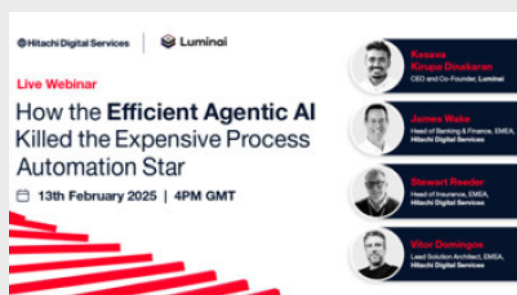 Hitachi Digital Services
Luminai
Live Webinar
How the Efficient Agentic AI
Killed the Expensive Process
Automation Star
13th February 2025 | 4PM GMT
Kesava
Kirupa Dinakaran
CEO and Co-Founder, Luminai
James Wake
Head of Banking & Finance, EMEA,
Hitachi Digital Services
Stewart Reeder
Head of Insurance, EMEA,
Hitachi Digital Services
Vitor Domingos
Lead Solution Architect, EMEA,
Hitachi Digital Services